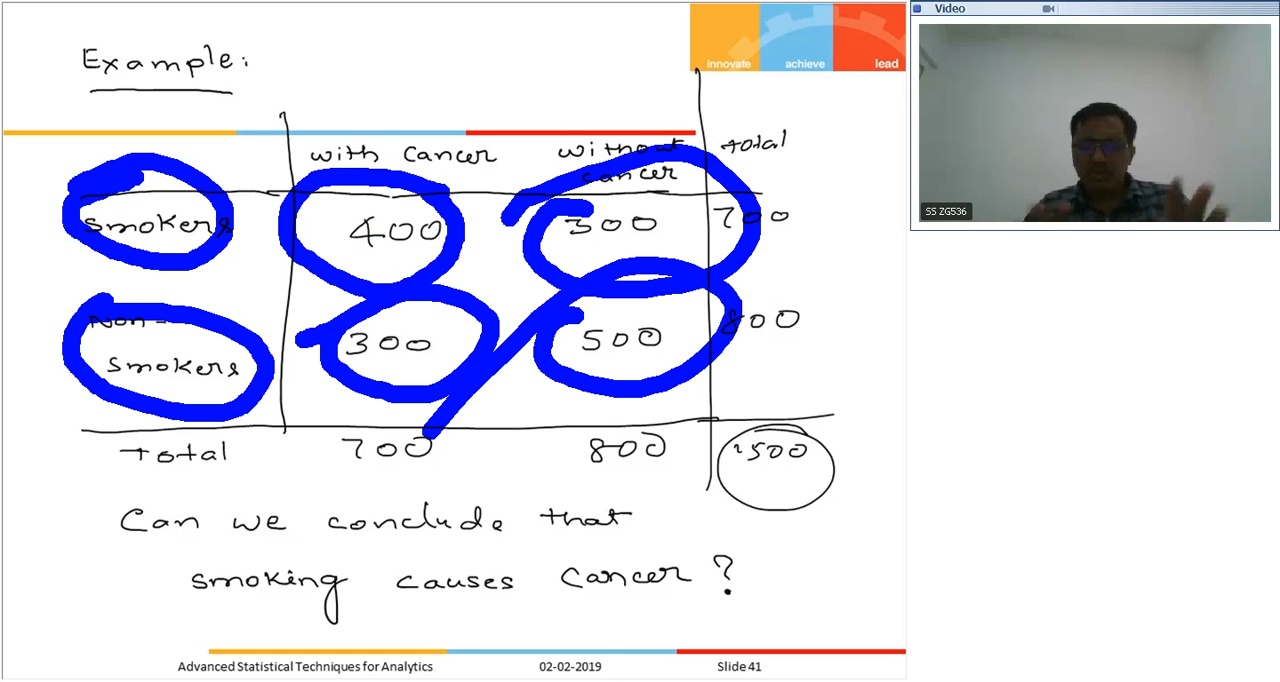 innovate achieve lead
Video
Example:
with cancer without cancer total
Smokers 400 300 700
Non-
Smokers 300 500 800
Total 700 800 1500
Can we conclude that
smoking causes cancer ?
SS ZG536
Advanced Statistical Techniques for Analytics 02-02-2019 Slide 41